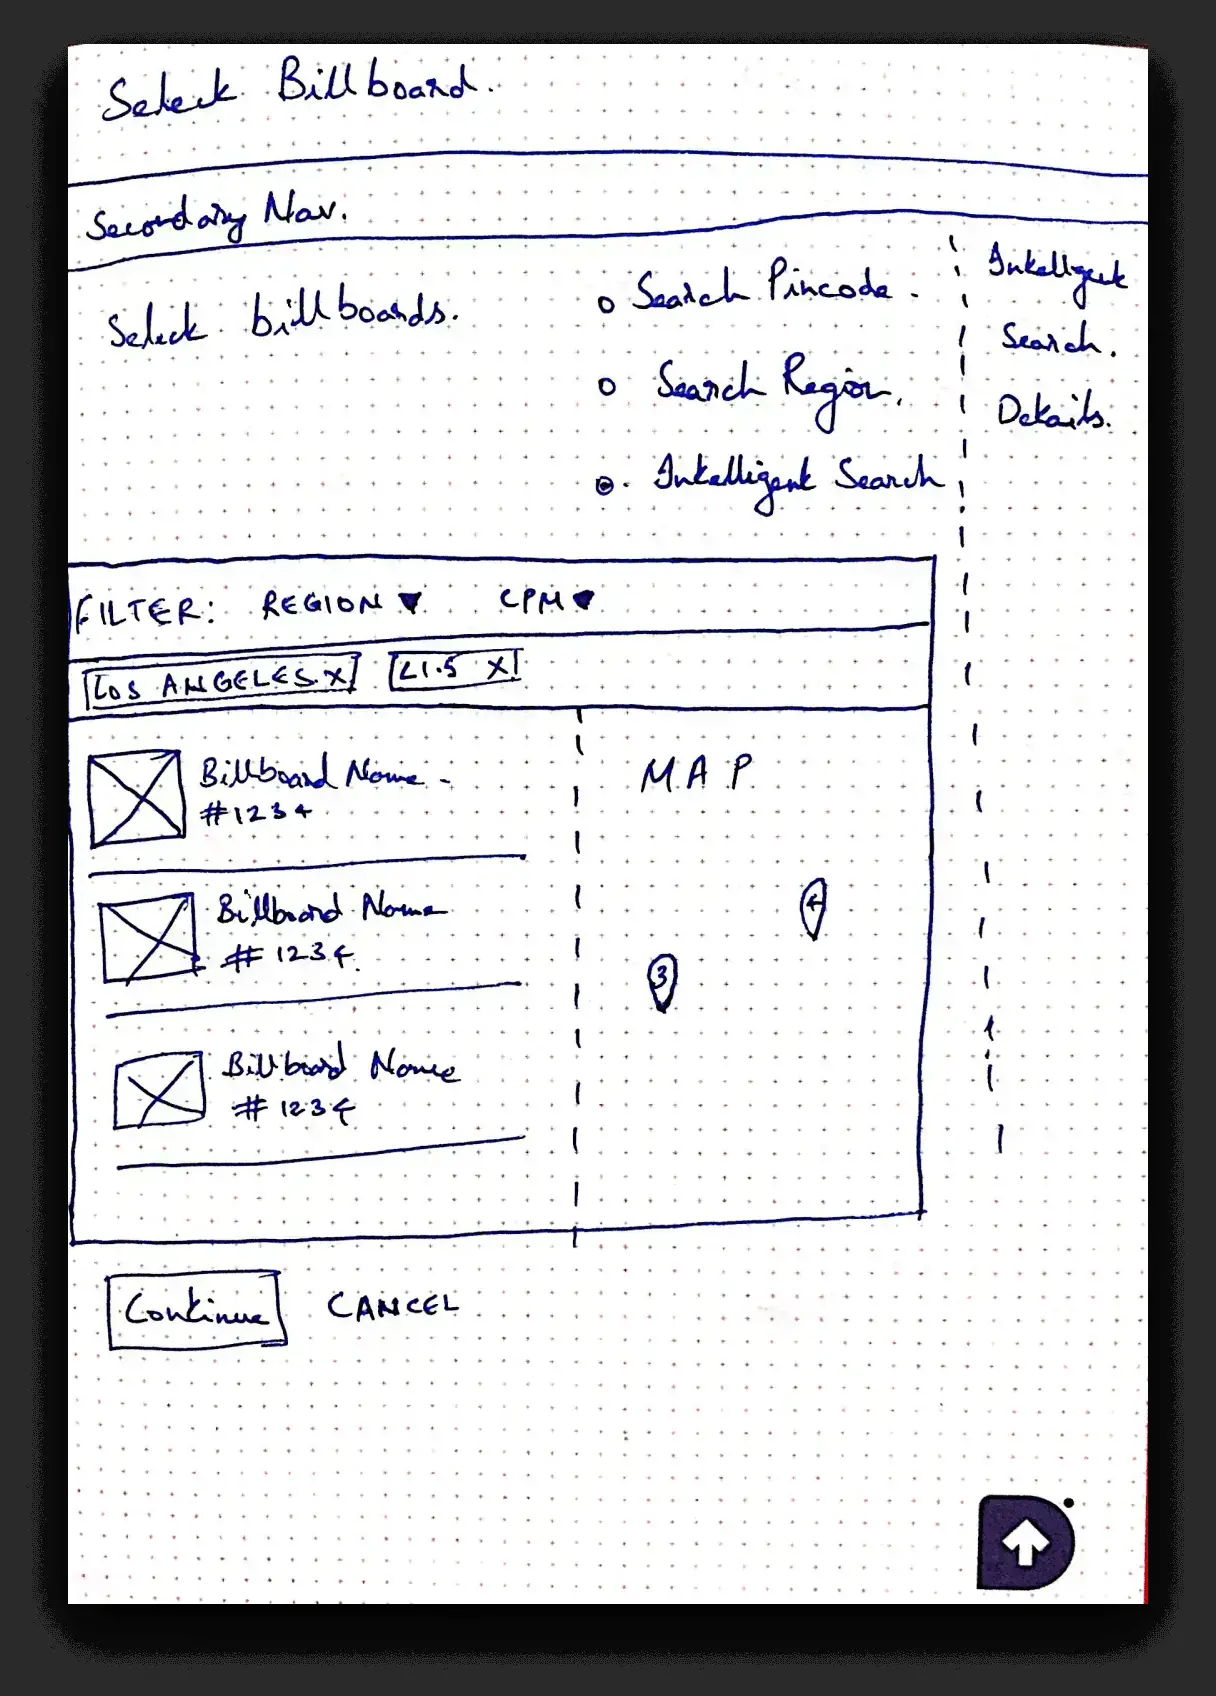 Select Billboard.
Secondary Nav.
Select billboards.
Search Pincode.
Search Region.
Intelligent Search
Intelligent
Search.
Details.
FILTER: REGION CPM
LOS ANGELES. X <1.5 X
Billboard Name -
#1234
Billboard Name
# 1234.
Billboard Name
# 1234
MAP
4
3
Continue CANCEL